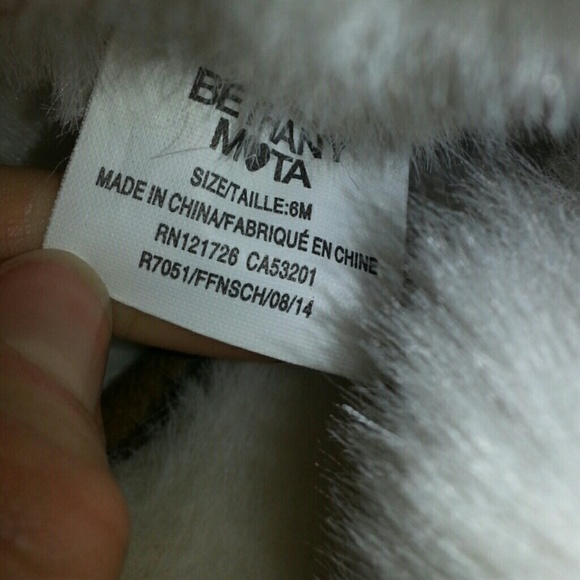 BETHANY
MOTA
SIZE/TAILLE:6M
MADE IN CHINA/FABRIQUÉ EN CHINE
RN121726 CA53201
R7051/FFNSCH/08/14